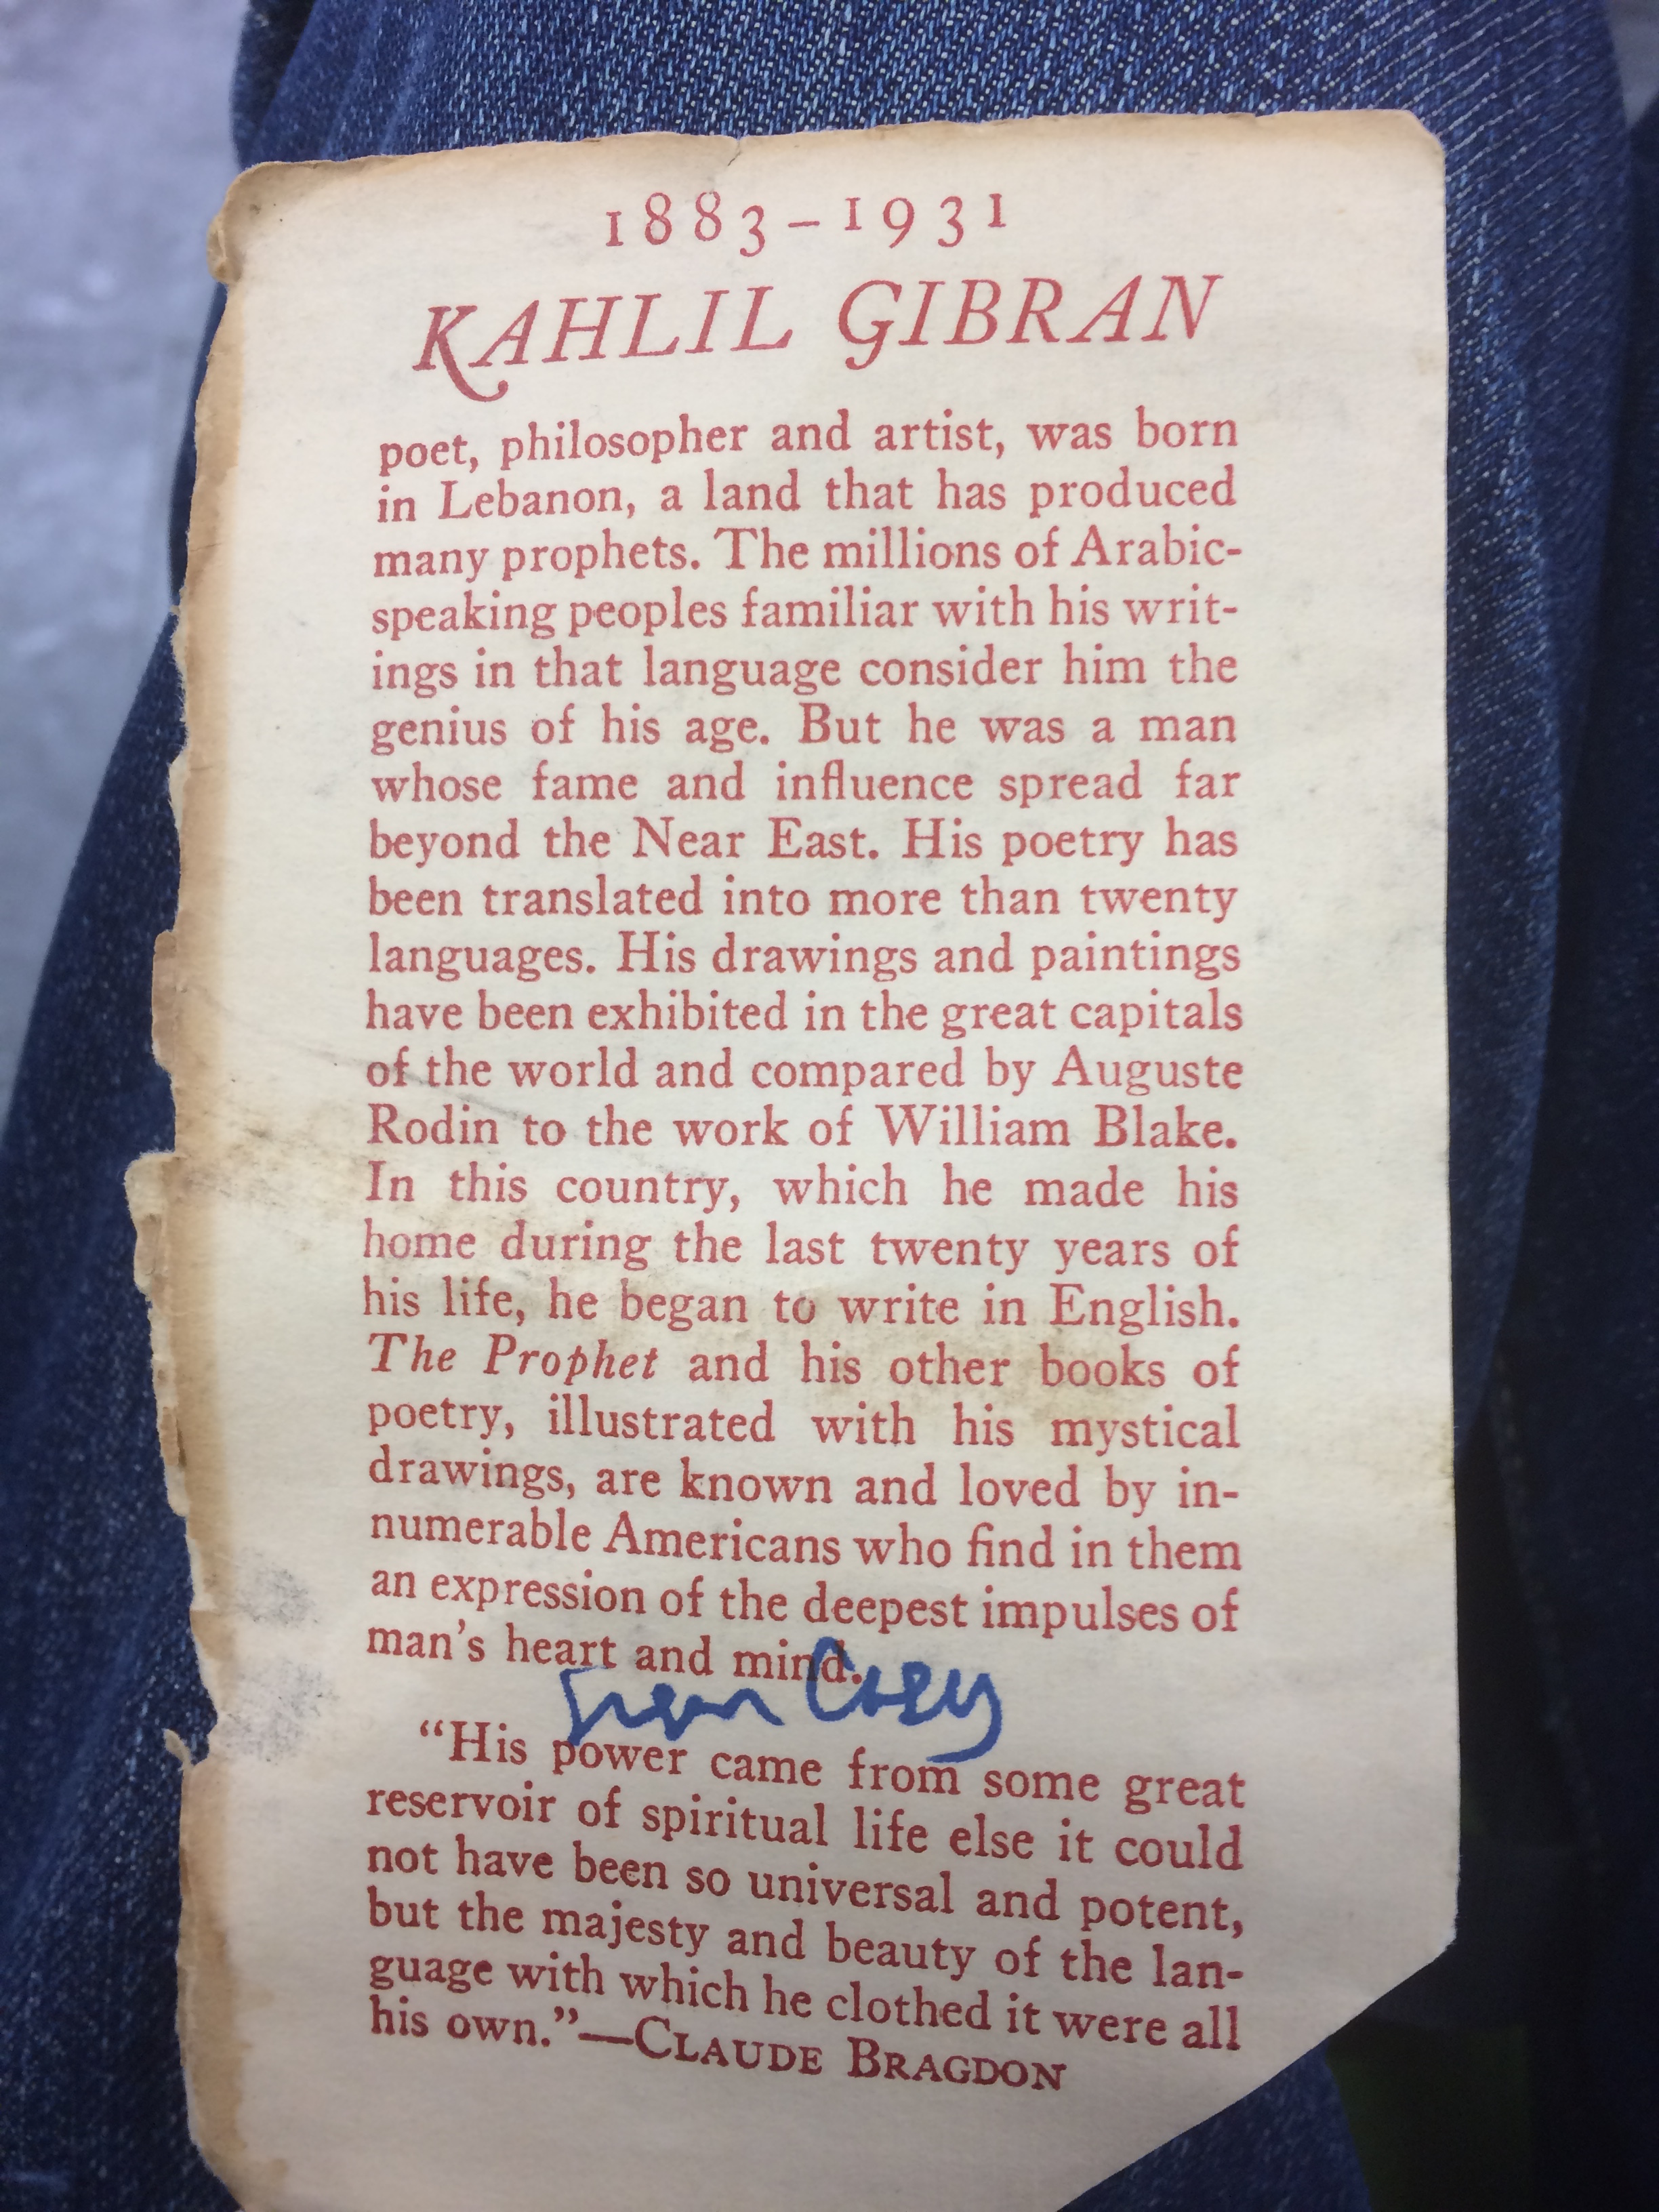 1883–1931
KAHLIL GIBRAN
poet, philosopher and artist, was born
in Lebanon, a land that has produced
many prophets. The millions of Arabic-
speaking peoples familiar with his writ-
ings in that language consider him the
genius of his age. But he was a man
whose fame and influence spread far
beyond the Near East. His poetry has
been translated into more than twenty
languages. His drawings and paintings
have been exhibited in the great capitals
of the world and compared by Auguste
Rodin to the work of William Blake.
In this country, which he made his
home during the last twenty years of
his life, he began to write in English.
The Prophet and his other books of
poetry, illustrated with his mystical
drawings, are known and loved by in-
numerable Americans who find in them
an expression of the deepest impulses of
man's heart and mind.
“His power came from some great
reservoir of spiritual life else it could
not have been so universal and potent,
but the majesty and beauty of the lan-
guage with which he clothed it were all
his own.”—CLAUDE BRAGDON